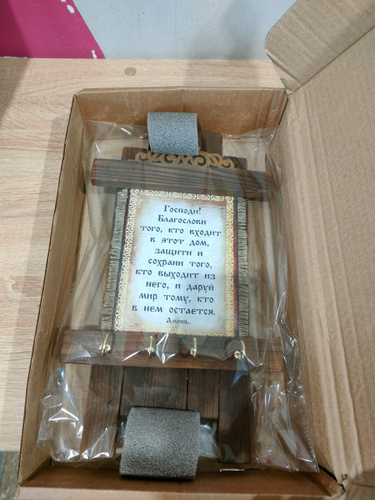 Господи!
Благослови
того, кто входит
в этот дом,
защити и
сохрани того,
кто выходит из
него, и даруй
мир тому, кто
в нем остается.
Аминь.